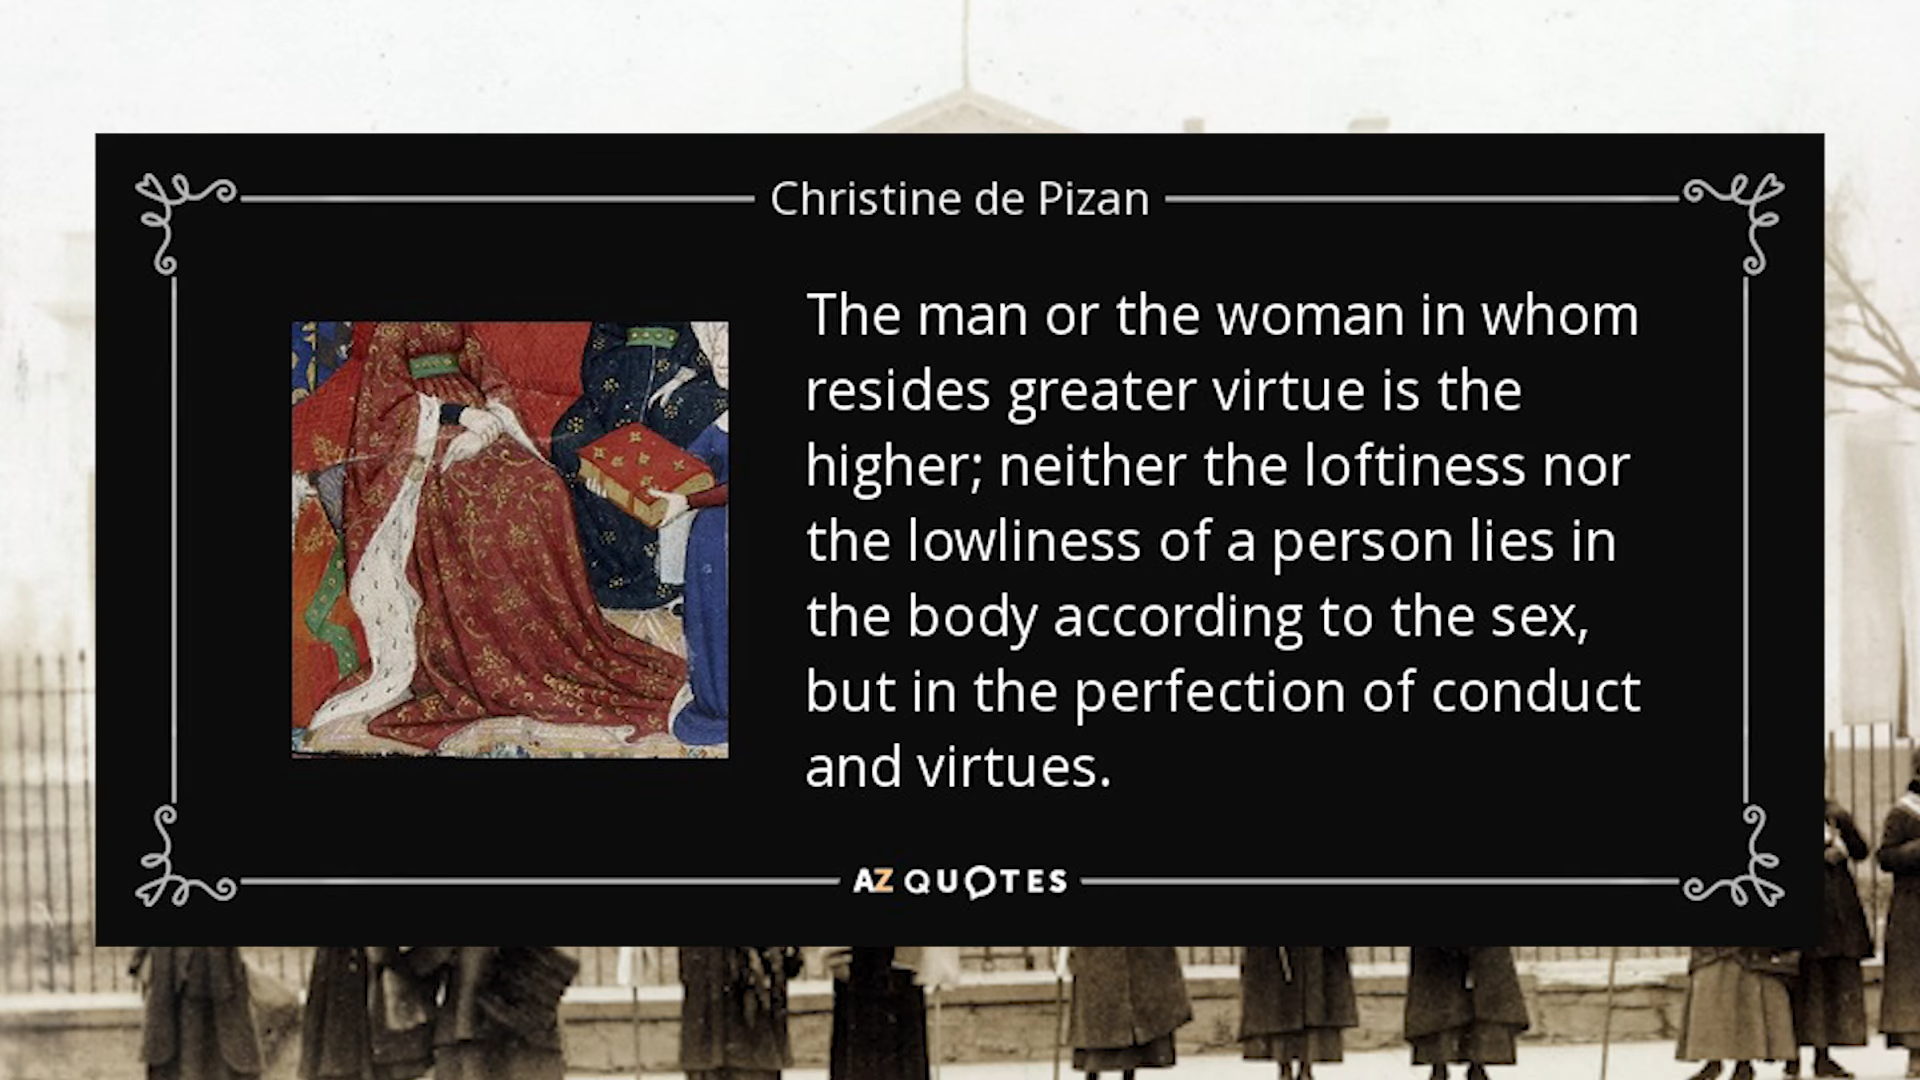 Christine de Pizan
The man or the woman in whom
resides greater virtue is the
higher; neither the loftiness nor
the lowliness of a person lies in
the body according to the sex,
but in the perfection of conduct
and virtues.
AZ QUOTES